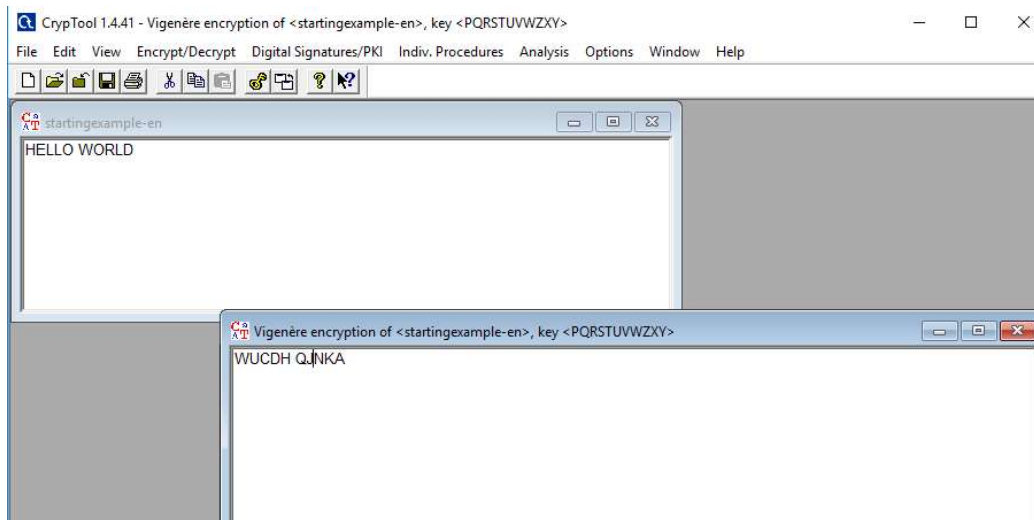 CrypTool 1.4.41 - Vigenère encryption of <startingexample-en>, key <PQRSTUVWZXY>
File Edit View Encrypt/Decrypt Digital Signatures/PKI Indiv. Procedures Analysis Options Window Help
startingexample-en
HELLO WORLD
Vigenère encryption of <startingexample-en>, key <PQRSTUVWZXY>
WUCDH QJNKA